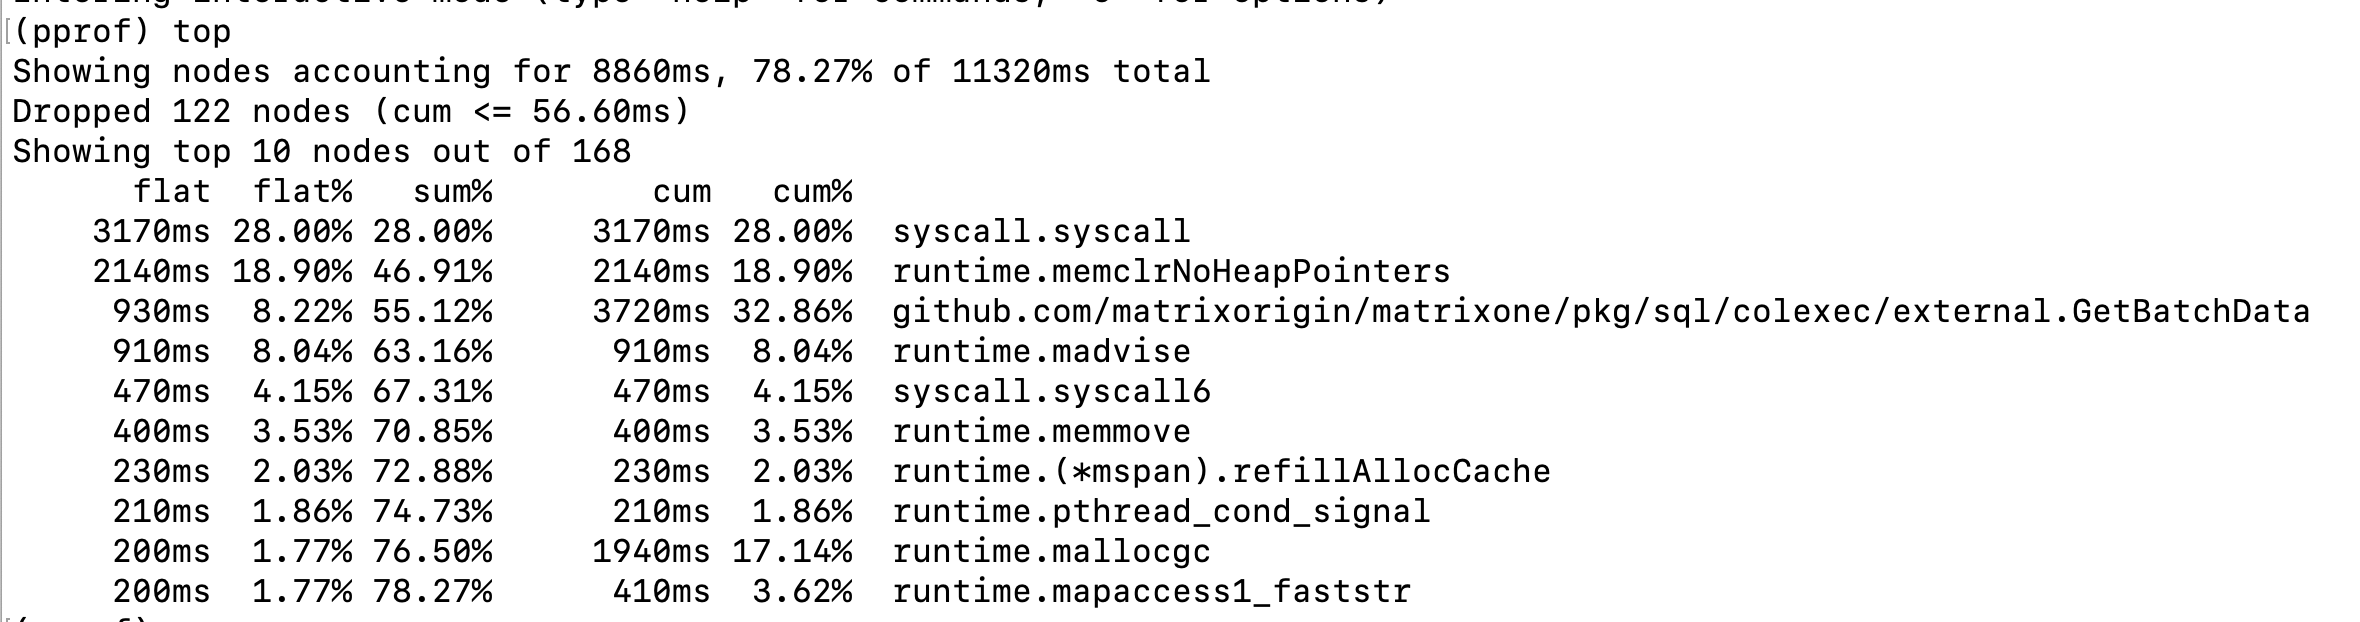 (pprof) top
Showing nodes accounting for 8860ms, 78.27% of 11320ms total
Dropped 122 nodes (cum <= 56.60ms)
Showing top 10 nodes out of 168
      flat  flat%   sum%        cum   cum%
    3170ms 28.00% 28.00%     3170ms 28.00%  syscall.syscall
    2140ms 18.90% 46.91%     2140ms 18.90%  runtime.memclrNoHeapPointers
     930ms  8.22% 55.12%     3720ms 32.86%  github.com/matrixorigin/matrixone/pkg/sql/colexec/external.GetBatchData
     910ms  8.04% 63.16%      910ms  8.04%  runtime.madvise
     470ms  4.15% 67.31%      470ms  4.15%  syscall.syscall6
     400ms  3.53% 70.85%      400ms  3.53%  runtime.memmove
     230ms  2.03% 72.88%      230ms  2.03%  runtime.(*mspan).refillAllocCache
     210ms  1.86% 74.73%      210ms  1.86%  runtime.pthread_cond_signal
     200ms  1.77% 76.50%     1940ms 17.14%  runtime.mallocgc
     200ms  1.77% 78.27%      410ms  3.62%  runtime.mapaccess1_faststr